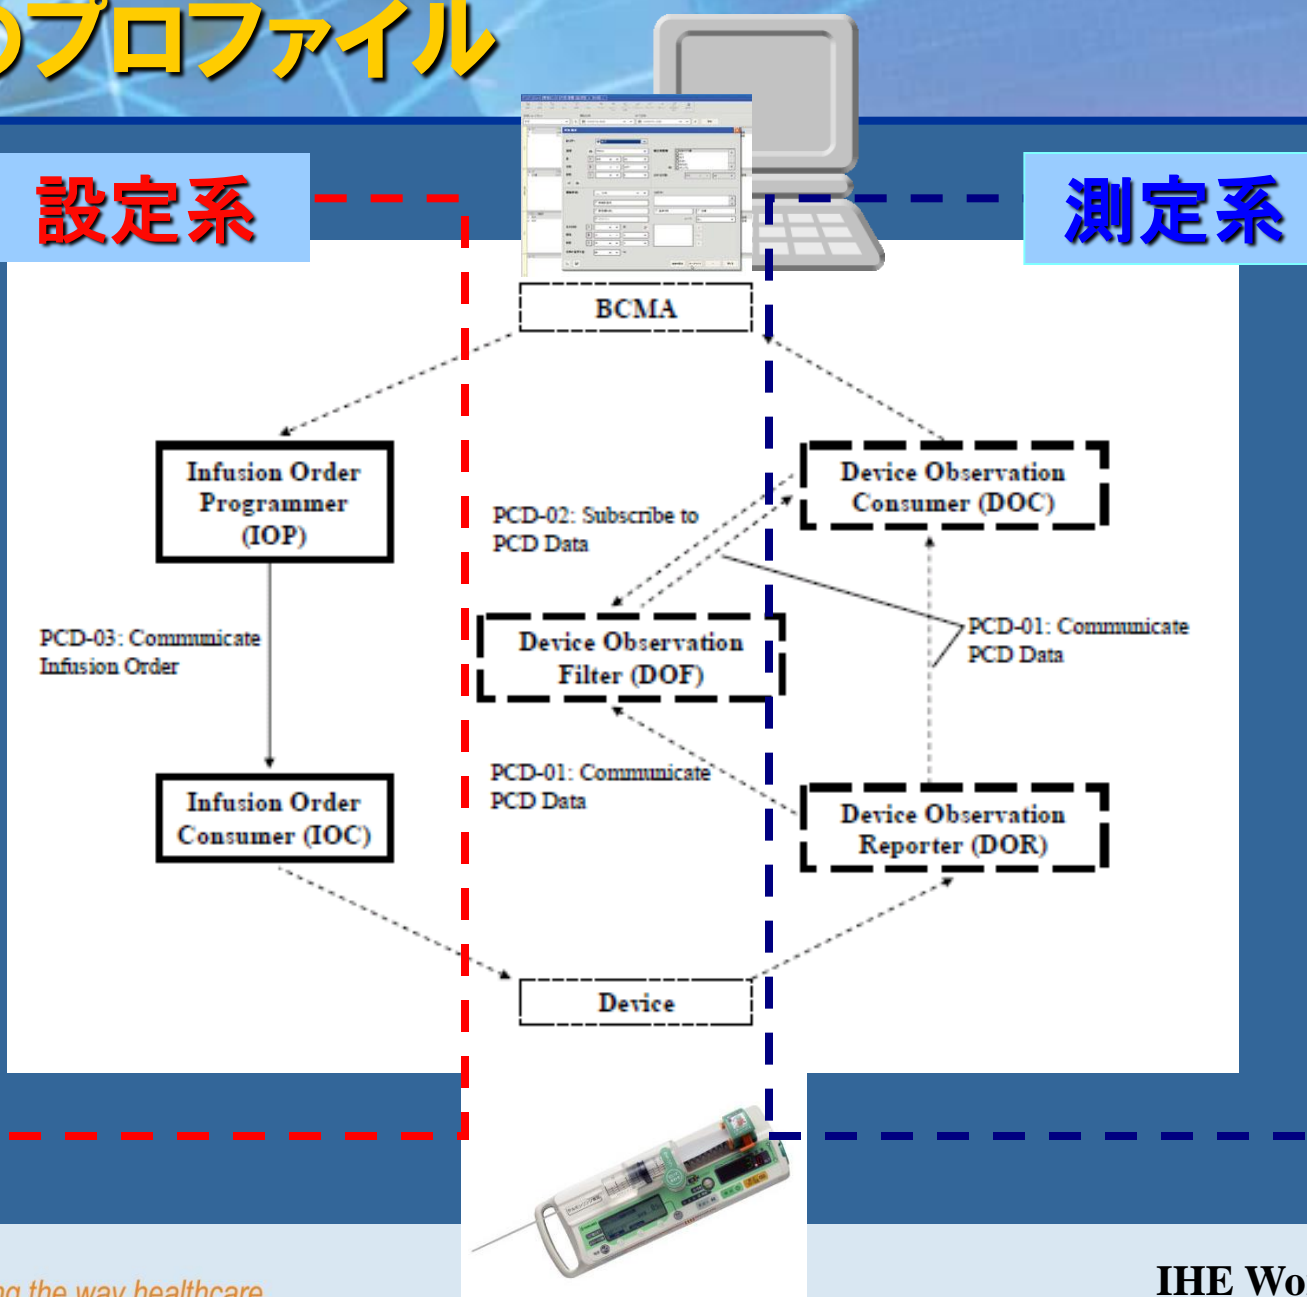 のプロファイル
設定系
測定系
BCMA
Infusion Order
Programmer
(IOP)
Device Observation
Consumer (DOC)
PCD-02: Subscribe to
PCD Data
PCD-03: Communicate
Infusion Order
Device Observation
Filter (DOF)
PCD-01: Communicate
PCD Data
PCD-01: Communicate
PCD Data
Infusion Order
Consumer (IOC)
Device Observation
Reporter (DOR)
Device
ng the way healthcare
IHE Wo